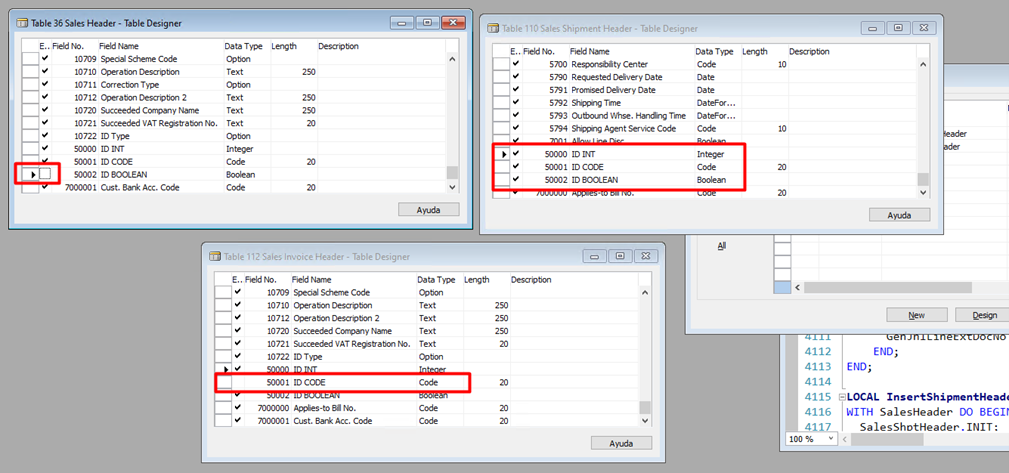 Table 36 Sales Header - Table Designer
E.. Field No. Field Name Data Type Length Description
10709 Special Scheme Code Option
10710 Operation Description Text 250
10711 Correction Type Option
10712 Operation Description 2 Text 250
10720 Succeeded Company Name Text 250
10721 Succeeded VAT Registration No. Text 20
10722 ID Type Option
50000 ID INT Integer
50001 ID CODE Code 20
50002 ID BOOLEAN Boolean
7000001 Cust. Bank Acc. Code Code 20
Ayuda
Table 110 Sales Shipment Header - Table Designer
E.. Field No. Field Name Data Type Length Description
5700 Responsibility Center Code 10
5790 Requested Delivery Date Date
5791 Promised Delivery Date Date
5792 Shipping Time DateFor...
5793 Outbound Whse. Handling Time DateFor...
5794 Shipping Agent Service Code Code 10
7001 Allow Line Disc. Boolean
50000 ID INT Integer
50001 ID CODE Code 20
50002 ID BOOLEAN Boolean
7000000 Applies-to Bill No. Code 20
Ayuda
Table 112 Sales Invoice Header - Table Designer
E.. Field No. Field Name Data Type Length Description
10709 Special Scheme Code Option
10710 Operation Description Text 250
10712 Operation Description 2 Text 250
10720 Succeeded Company Name Text 250
10721 Succeeded VAT Registration No. Text 20
10722 ID Type Option
50000 ID INT Integer
50001 ID CODE Code 20
50002 ID BOOLEAN Boolean
7000000 Applies-to Bill No. Code 20
7000001 Cust. Bank Acc. Code Code 20
Ayuda
eader
eader
All
New Design
4111 GenJnlLineExtDocNo
4112 END;
4113 END;
4114
4115 LOCAL InsertShipmentHeade
4116 WITH SalesHeader DO BEGIN
4117 SalesShptHeader.INIT;
100 %